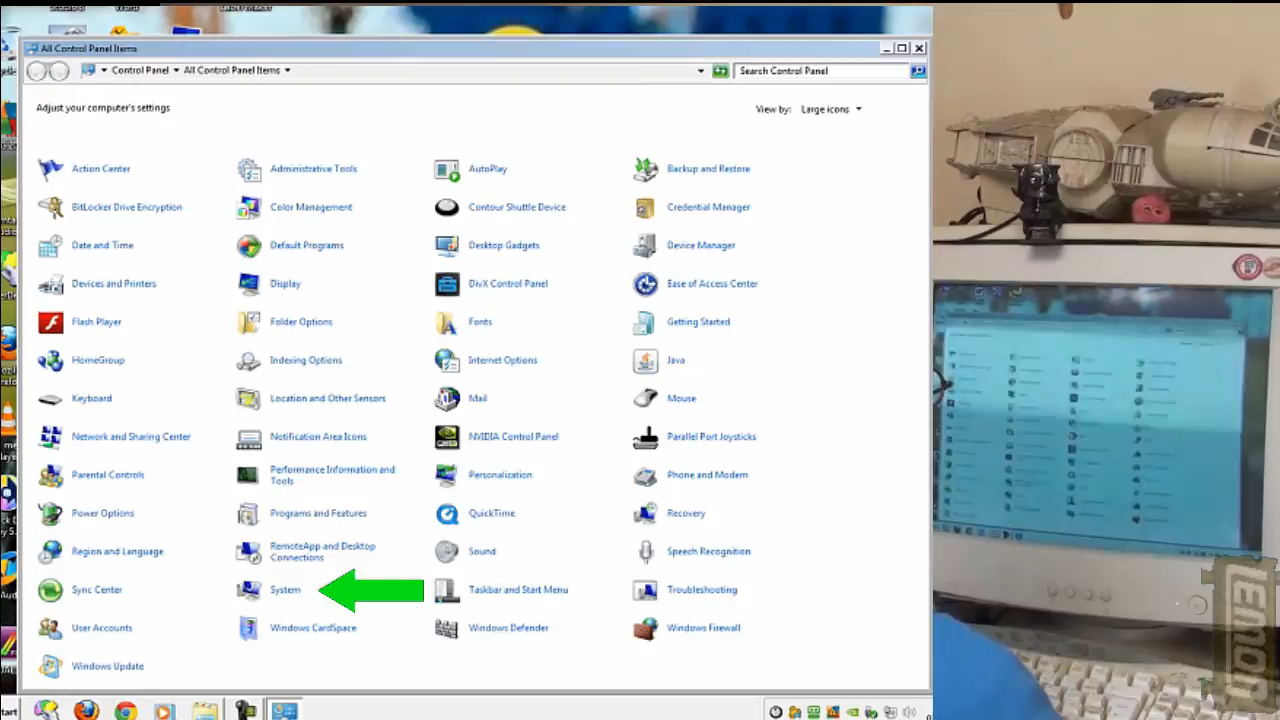 All Control Panel Items
Control Panel All Control Panel Items
Search Control Panel
Adjust your computer's settings
View by: Large icons
Action Center
Administrative Tools
AutoPlay
Backup and Restore
BitLocker Drive Encryption
Color Management
Contour Shuttle Device
Credential Manager
Date and Time
Default Programs
Desktop Gadgets
Device Manager
Devices and Printers
Display
DivX Control Panel
Ease of Access Center
Flash Player
Folder Options
Fonts
Getting Started
HomeGroup
Indexing Options
Internet Options
Java
Keyboard
Location and Other Sensors
Mail
Mouse
Network and Sharing Center
Notification Area Icons
NVIDIA Control Panel
Parallel Port Joysticks
Parental Controls
Performance Information and
Tools
Personalization
Phone and Modem
Power Options
Programs and Features
QuickTime
Recovery
Region and Language
RemoteApp and Desktop
Connections
Sound
Speech Recognition
Sync Center
System
Taskbar and Start Menu
Troubleshooting
User Accounts
Windows CardSpace
Windows Defender
Windows Firewall
Windows Update
tart
LEMON